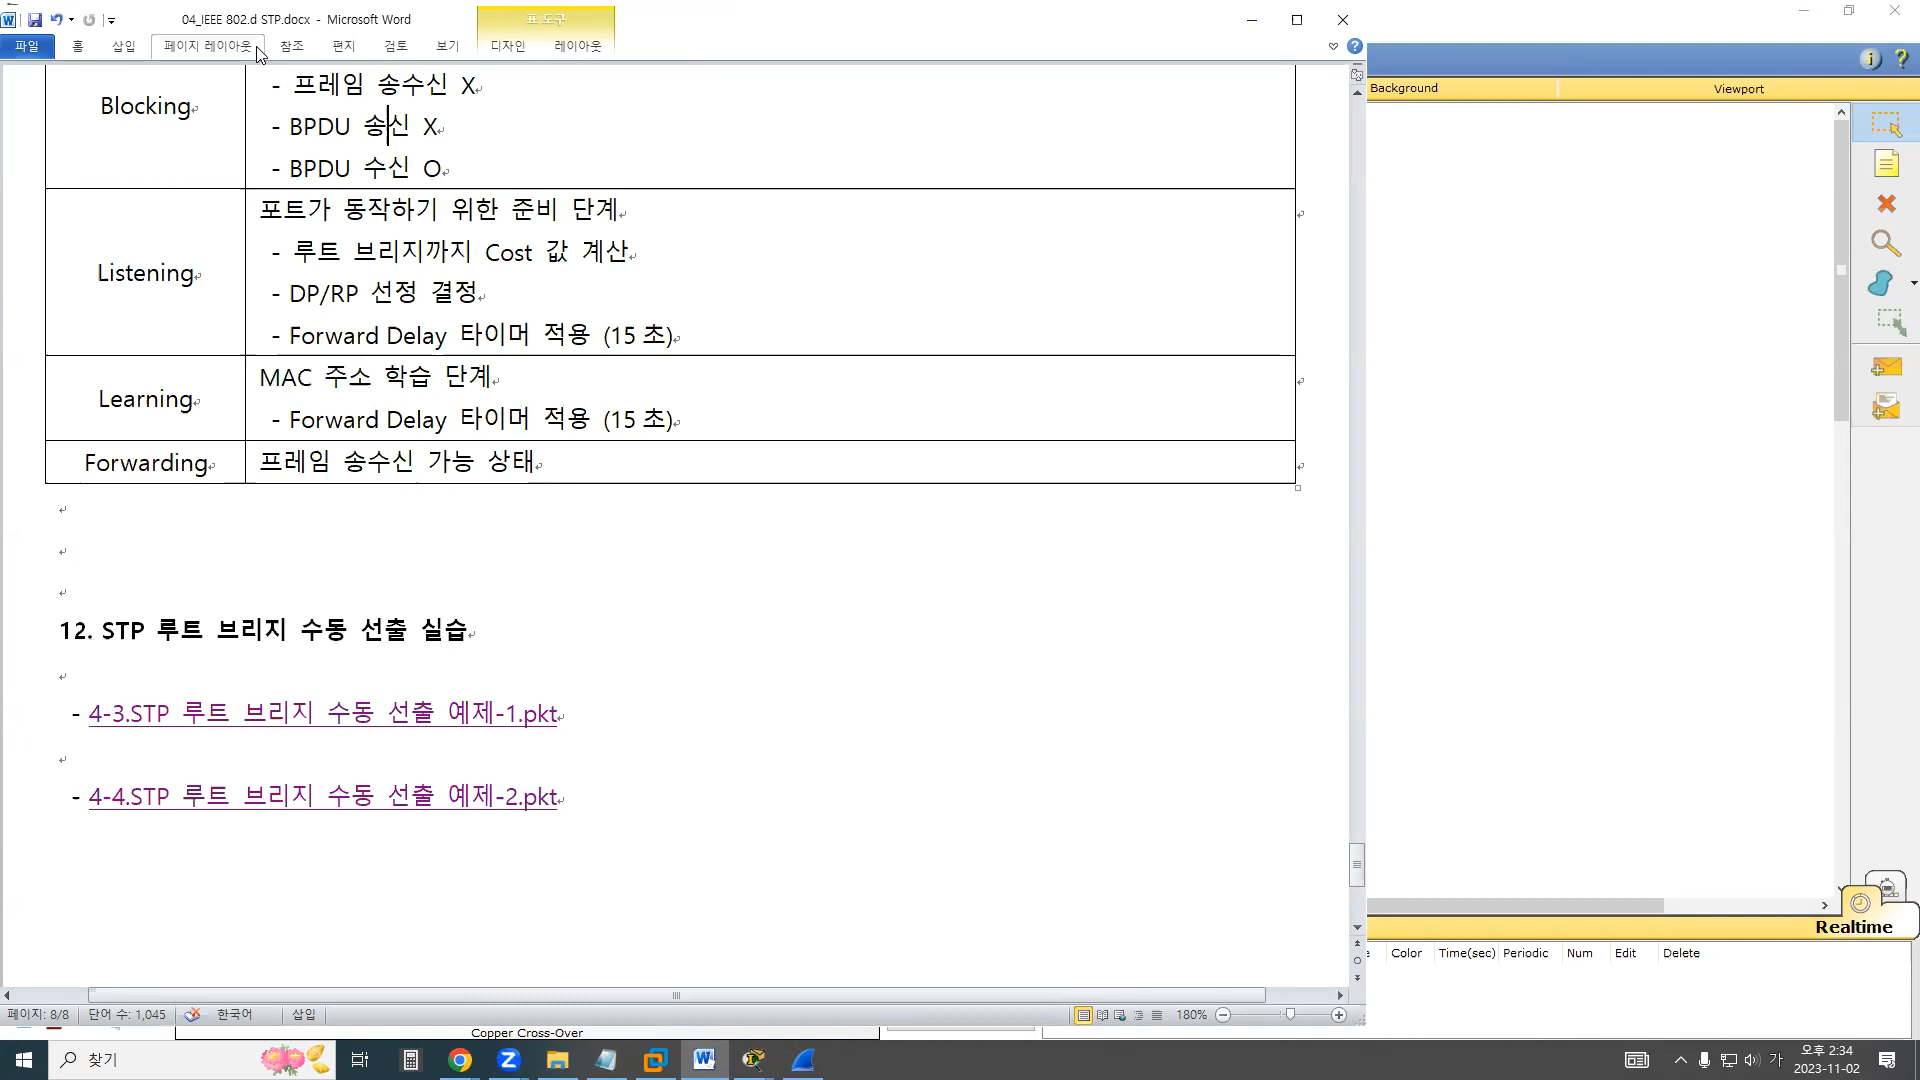 04_IEEE 802.d STP.docx - Microsoft Word
표 도구
파일
홈
삽입
페이지 레이아웃
참조
편지
검토
보기
디자인
레이아웃
Blocking
- 프레임 송수신 X
- BPDU 송신 X
- BPDU 수신 O
Listening
포트가 동작하기 위한 준비 단계
- 루트 브리지까지 Cost 값 계산
- DP/RP 선정 결정
- Forward Delay 타이머 적용 (15초)
Learning
MAC 주소 학습 단계
- Forward Delay 타이머 적용 (15초)
Forwarding
프레임 송수신 가능 상태
12. STP 루트 브리지 수동 선출 실습
- 4-3.STP 루트 브리지 수동 선출 예제-1.pkt
- 4-4.STP 루트 브리지 수동 선출 예제-2.pkt
페이지: 8/8
단어 수: 1,045
한국어
삽입
180%
Background
Viewport
Realtime
Color
Time(sec)
Periodic
Num
Edit
Delete
Copper Cross-Over
찾기
가
오후 2:34
2023-11-02